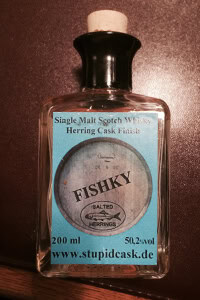 Single Malt Scotch Whisky
Herring Cask Finish
FISHKY
SALTED
HERRINGS
200 ml 50,2%vol
www.stupidcask.de